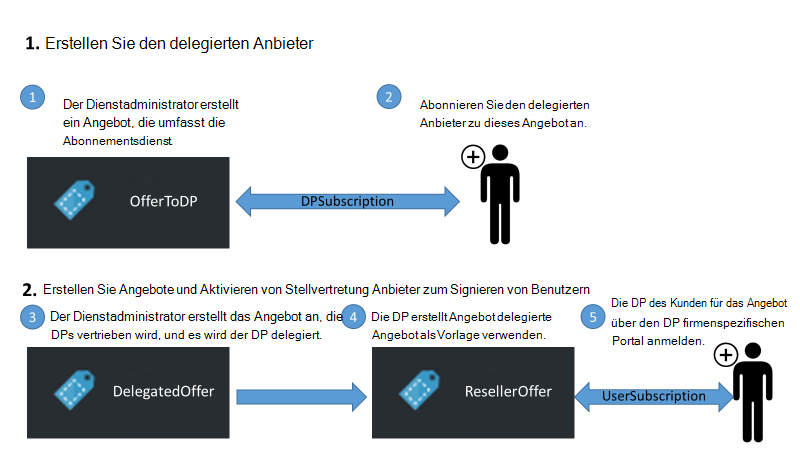 1. Erstellen Sie den delegierten Anbieter
1
Der Dienstadministrator erstellt
ein Angebot, die umfasst die
Abonnementsdienst
2
Abonnieren Sie den delegierten
Anbieter zu dieses Angebot an.
OfferToDP
DPSubscription
2. Erstellen Sie Angebote und Aktivieren von Stellvertretung Anbieter zum Signieren von Benutzern
3
Der Dienstadministrator erstellt das Angebot an, die
DPs vertrieben wird, und es wird der DP delegiert.
4
Die DP erstellt Angebot delegierte
Angebot als Vorlage verwenden.
5
Die DP des Kunden für das Angebot
über den DP firmenspezifischen
Portal anmelden.
DelegatedOffer
ResellerOffer
UserSubscription